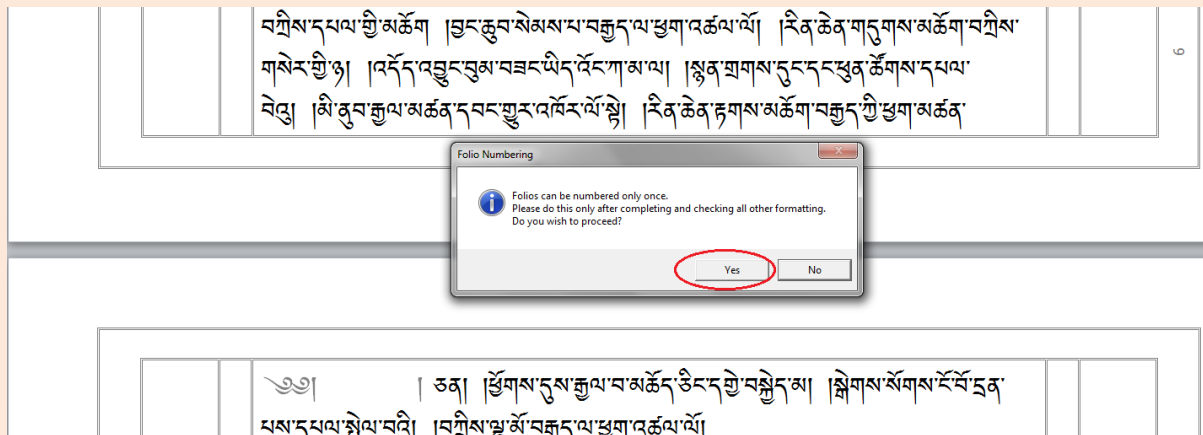 བཀྲིས་དཔལ་གྱི་མཆོག །བྱང་ཆུབ་སེམས་པ་བརྒྱད་ལ་ཕྱག་འཚལ་ལོ། །རིན་ཆེན་གདུགས་མཆོག་བཀྲིས་
གསེར་གྱི་ཉ། །འདོད་འབྱུང་བུམ་བཟང་ཡིད་འོང་ཀ་མ་ལ། །སྙན་གྲགས་དུང་དང་ཕུན་ཚོགས་དཔལ་
བེའུ། །མི་ནུབ་རྒྱལ་མཚན་དབང་གྱུར་འཁོར་ལོ་སྟེ། །རིན་ཆེན་རྟགས་མཆོག་བརྒྱད་ཀྱི་ཕྱག་མཚན་
6
Folio Numbering
Folios can be numbered only once.
Please do this only after completing and checking all other formatting.
Do you wish to proceed?
Yes
No
༄༅། ། ཅན། །ཕྱོགས་དུས་རྒྱལ་བ་མཆོད་ཅིང་དགྱེ་བསྐྱེད་མ། །སྒེགས་སོགས་ངོ་བོ་དྲན་
པས་དཔལ་སྤེལ་བའི། །བཀྲིས་ལྷ་མོ་བརྒྱད་ལ་ཕྱག་འཚལ་ལོ།